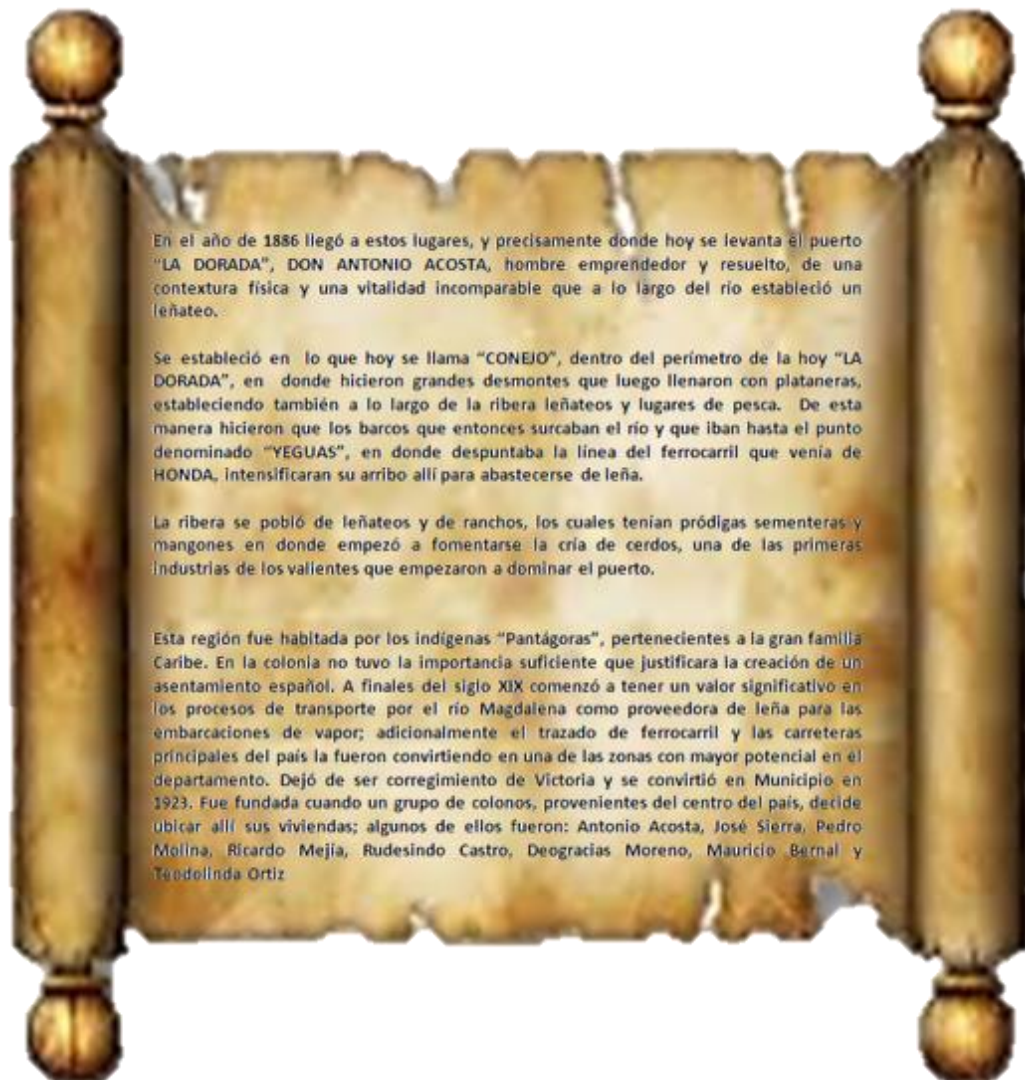 En el año de 1886 llegó a estos lugares, y precisamente donde hoy se levanta el puerto
"LA DORADA", DON ANTONIO ACOSTA, hombre emprendedor y resuelto, de una
contextura física y una vitalidad incomparable que a lo largo del río estableció un
leñateo.
Se estableció en lo que hoy se llama "CONEJO", dentro del perímetro de la hoy "LA
DORADA", en donde hicieron grandes desmontes que luego llenaron con plataneras,
estableciendo también a lo largo de la ribera leñateos y lugares de pesca. De esta
manera hicieron que los barcos que entonces surcaban el río y que iban hasta el punto
denominado "YEGUAS", en donde despuntaba la línea del ferrocarril que venía de
HONDA, intensificaran su arribo allí para abastecerse de leña.
La ribera se pobló de leñateos y de ranchos, los cuales tenían pródigas sementeras y
mangones en donde empezó a fomentarse la cría de cerdos, una de las primeras
industrias de los valientes que empezaron a dominar el puerto.
Esta región fue habitada por los indígenas "Pantágoras", pertenecientes a la gran familia
Caribe. En la colonia no tuvo la importancia suficiente que justificara la creación de un
asentamiento español. A finales del siglo XIX comenzó a tener un valor significativo en
los procesos de transporte por el río Magdalena como proveedora de leña para las
embarcaciones de vapor; adicionalmente el trazado de ferrocarril y las carreteras
principales del país la fueron convirtiendo en una de las zonas con mayor potencial en el
departamento. Dejó de ser corregimiento de Victoria y se convirtió en Municipio en
1923. Fue fundada cuando un grupo de colonos, provenientes del centro del país, decide
ubicar allí sus viviendas; algunos de ellos fueron: Antonio Acosta, José Sierra, Pedro
Molina, Ricardo Mejía, Rudesindo Castro, Deogracias Moreno, Mauricio Bernal y
Teodolinda Ortiz